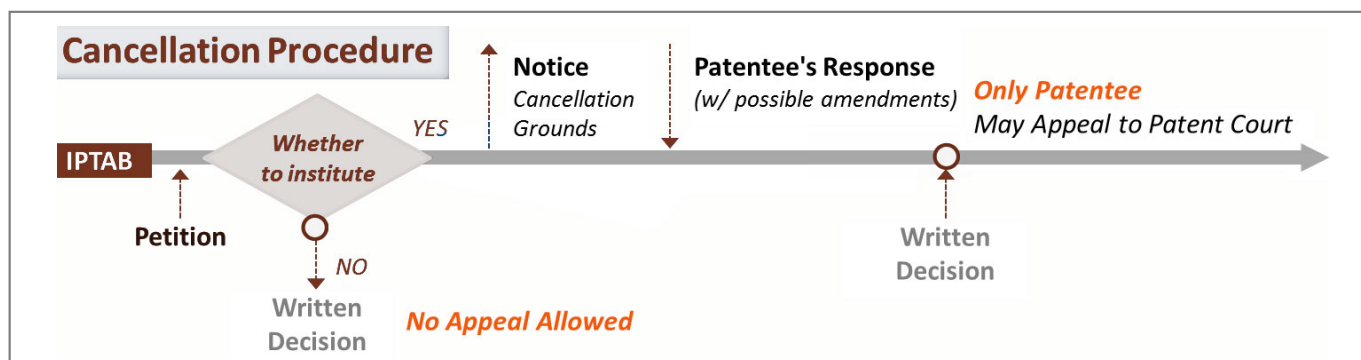 Cancellation Procedure
Notice
Cancellation
Grounds
Patentee's Response
(w/ possible amendments)
Only Patentee
May Appeal to Patent Court
YES
IPTAB
Whether
to institute
Petition
NO
Written
Decision
No Appeal Allowed
Written
Decision